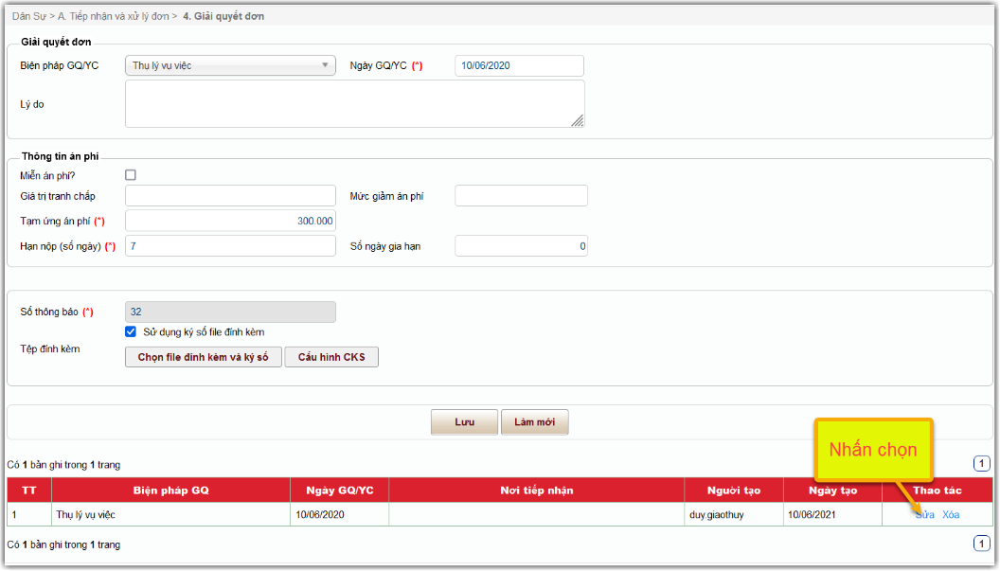 Dân Sự > A. Tiếp nhận và xử lý đơn > 4. Giải quyết đơn
Giải quyết đơn
Biện pháp GQ/YC Thụ lý vụ việc Ngày GQ/YC (*) 10/06/2020
Lý do
Thông tin án phí
Miễn án phí?
Giá trị tranh chấp Mức giảm án phí
Tạm ứng án phí (*) 300.000
Hạn nộp (số ngày) (*) 7 Số ngày gia hạn 0
Số thông báo (*) 32
Sử dụng ký số file đính kèm
Tệp đính kèm
Chọn file đính kèm và ký số Cấu hình CKS
Lưu Làm mới
Nhấn chọn
Có 1 bản ghi trong 1 trang 1
TT Biện pháp GQ Ngày GQ/YC Nơi tiếp nhận Người tạo Ngày tạo Thao tác
1 Thụ lý vụ việc 10/06/2020 duy.giaothuy 10/06/2021 Sửa Xóa
Có 1 bản ghi trong 1 trang 1